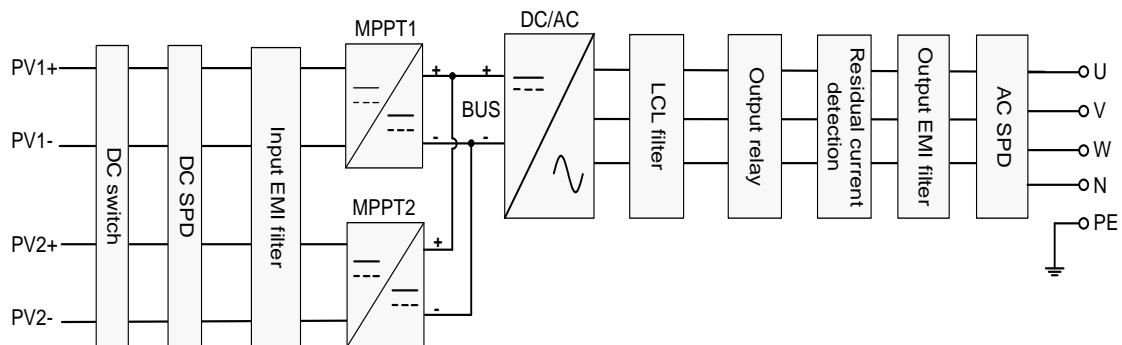 PV1+
PV1-
PV2+
PV2-
DC switch
DC SPD
Input EMI filter
MPPT1
MPPT2
+
-
+
-
BUS
+
-
DC/AC
LCL filter
Output relay
Residual current
detection
Output EMI filter
AC SPD
U
V
W
N
PE